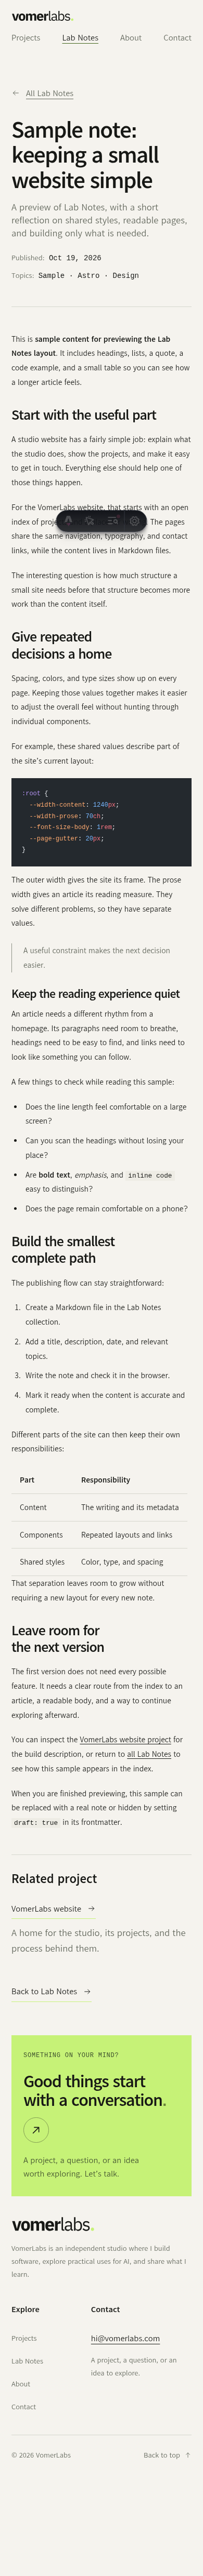 vomerlabs.
Projects Lab Notes About Contact
← All Lab Notes
Sample note:
keeping a small
website simple
A preview of Lab Notes, with a short
reflection on shared styles, readable pages,
and building only what is needed.
Published: Oct 19, 2026
Topics: Sample · Astro · Design
This is sample content for previewing the Lab
Notes layout. It includes headings, lists, a quote, a
code example, and a small table so you can see how
a longer article feels.
Start with the useful part
A studio website has a fairly simple job: explain what
the studio does, show the projects, and make it easy
to get in touch. Everything else should help one of
those things happen.
For the VomerLabs website, that starts with an open
index of proje The pages
share the same navigation, typography, and contact
links, while the content lives in Markdown files.
The interesting question is how much structure a
small site needs before that structure becomes more
work than the content itself.
Give repeated
decisions a home
Spacing, colors, and type sizes show up on every
page. Keeping those values together makes it easier
to adjust the overall feel without hunting through
individual components.
For example, these shared values describe part of
the site's current layout:
:root {
--width-content: 1240px;
--width-prose: 70ch;
--font-size-body: 1rem;
--page-gutter: 20px;
}
The outer width gives the site its frame. The prose
width gives an article its reading measure. They
solve different problems, so they have separate
values.
A useful constraint makes the next decision
easier.
Keep the reading experience quiet
An article needs a different rhythm from a
homepage. Its paragraphs need room to breathe,
headings need to be easy to find, and links need to
look like something you can follow.
A few things to check while reading this sample:
• Does the line length feel comfortable on a large
screen?
• Can you scan the headings without losing your
place?
• Are bold text, emphasis, and inline code
easy to distinguish?
• Does the page remain comfortable on a phone?
Build the smallest
complete path
The publishing flow can stay straightforward:
1. Create a Markdown file in the Lab Notes
collection.
2. Add a title, description, date, and relevant
topics.
3. Write the note and check it in the browser.
4. Mark it ready when the content is accurate and
complete.
Different parts of the site can then keep their own
responsibilities:
Part Responsibility
Content The writing and its metadata
Components Repeated layouts and links
Shared styles Color, type, and spacing
That separation leaves room to grow without
requiring a new layout for every new note.
Leave room for
the next version
The first version does not need every possible
feature. It needs a clear route from the index to an
article, a readable body, and a way to continue
exploring afterward.
You can inspect the VomerLabs website project for
the build description, or return to all Lab Notes to
see how this sample appears in the index.
When you are finished previewing, this sample can
be replaced with a real note or hidden by setting
draft: true in its frontmatter.
Related project
VomerLabs website →
A home for the studio, its projects, and the
process behind them.
Back to Lab Notes →
SOMETHING ON YOUR MIND?
Good things start
with a conversation.
A project, a question, or an idea
worth exploring. Let's talk.
vomerlabs.
VomerLabs is an independent studio where I build
software, explore practical uses for AI, and share what I
learn.
Explore Contact
Projects hi@vomerlabs.com
Lab Notes A project, a question, or an
idea to explore.
About
Contact
© 2026 VomerLabs Back to top ↑